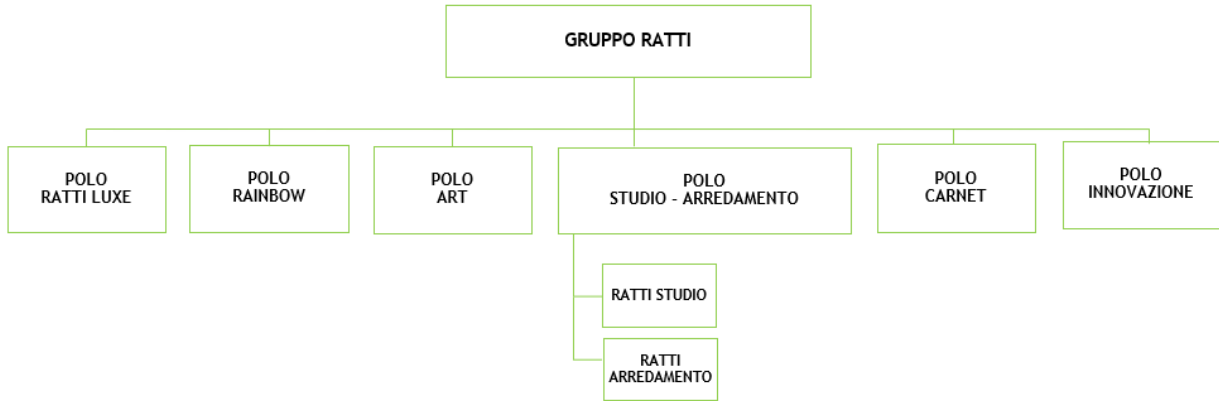 GRUPPO RATTI
POLO
RATTI LUXE
POLO
RAINBOW
POLO
ART
POLO
STUDIO - ARREDAMENTO
POLO
CARNET
POLO
INNOVAZIONE
RATTI STUDIO
RATTI
ARREDAMENTO